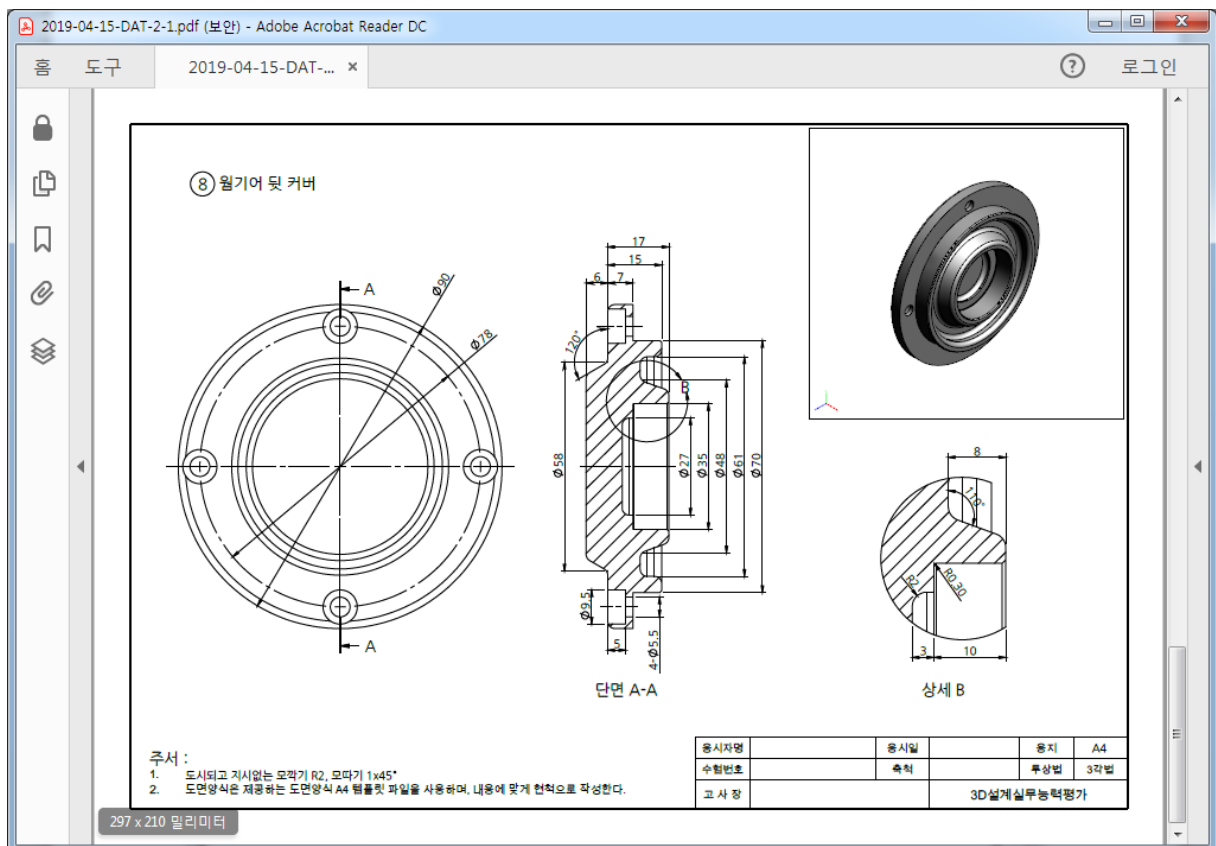 2019-04-15-DAT-2-1.pdf (보안) - Adobe Acrobat Reader DC
홈 도구 2019-04-15-DAT-... × ? 로그인
⑧ 웜기어 뒷 커버
A
A
Ø90
Ø78
17
15
6 7
120°
B
Ø58
Ø27
Ø35
Ø48
Ø61
Ø70
Ø9.5
5
4-Ø5.5
단면 A-A
8
110°
R2
R0.30
3 10
상세 B
주서 :
1. 도시되고 지시없는 모깍기 R2, 모따기 1x45°
2. 도면양식은 제공하는 도면양식 A4 템플릿 파일을 사용하며, 내용에 맞게 현척으로 작성한다.
응시자명 응시일 용지 A4
수험번호 축척 투상법 3각법
고 사 장 3D설계실무능력평가
297 x 210 밀리미터